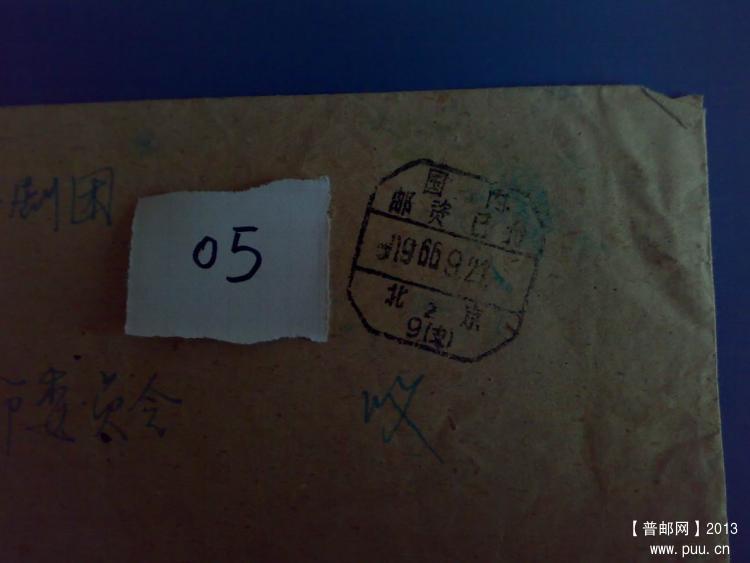 剧团
05
国内
邮资已付
1966.9.22
北 2 京
9(支)
委员会
【普邮网】2013
www.puu.cn